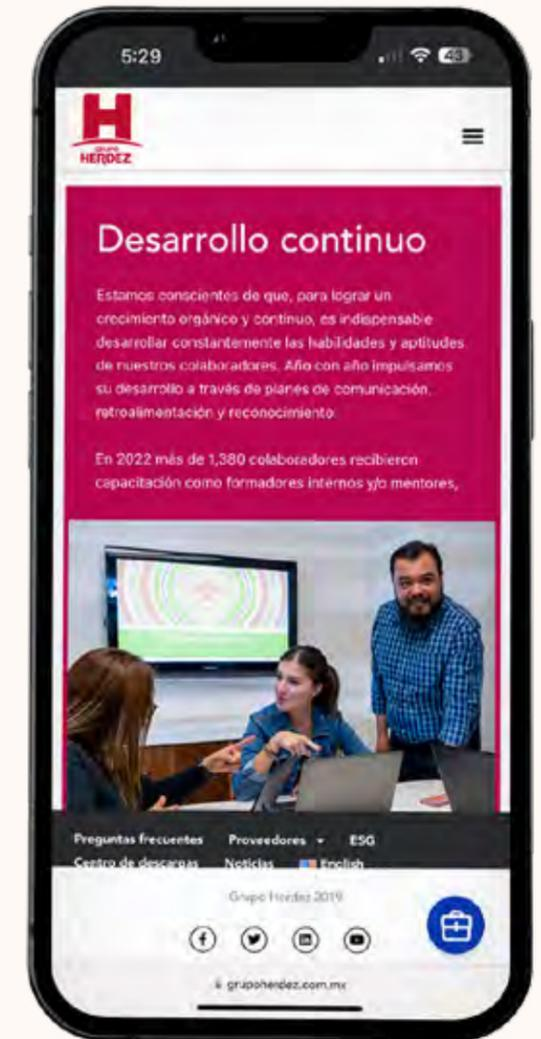 5:29
43
H
GRUPO
HERDEZ
Desarrollo continuo
Estamos conscientes de que, para lograr un
crecimiento orgánico y continuo, es indispensable
desarrollar constantemente las habilidades y aptitudes
de nuestros colaboradores. Año con año impulsamos
su desarrollo a través de planes de comunicación,
retroalimentación y reconocimiento.
En 2022 más de 1,380 colaboradores recibieron
capacitación como formadores internos y/o mentores,
Preguntas frecuentes Proveedores ESG
Centro de descargas Noticias English
Grupo Herdez 2019
grupoherdez.com.mx